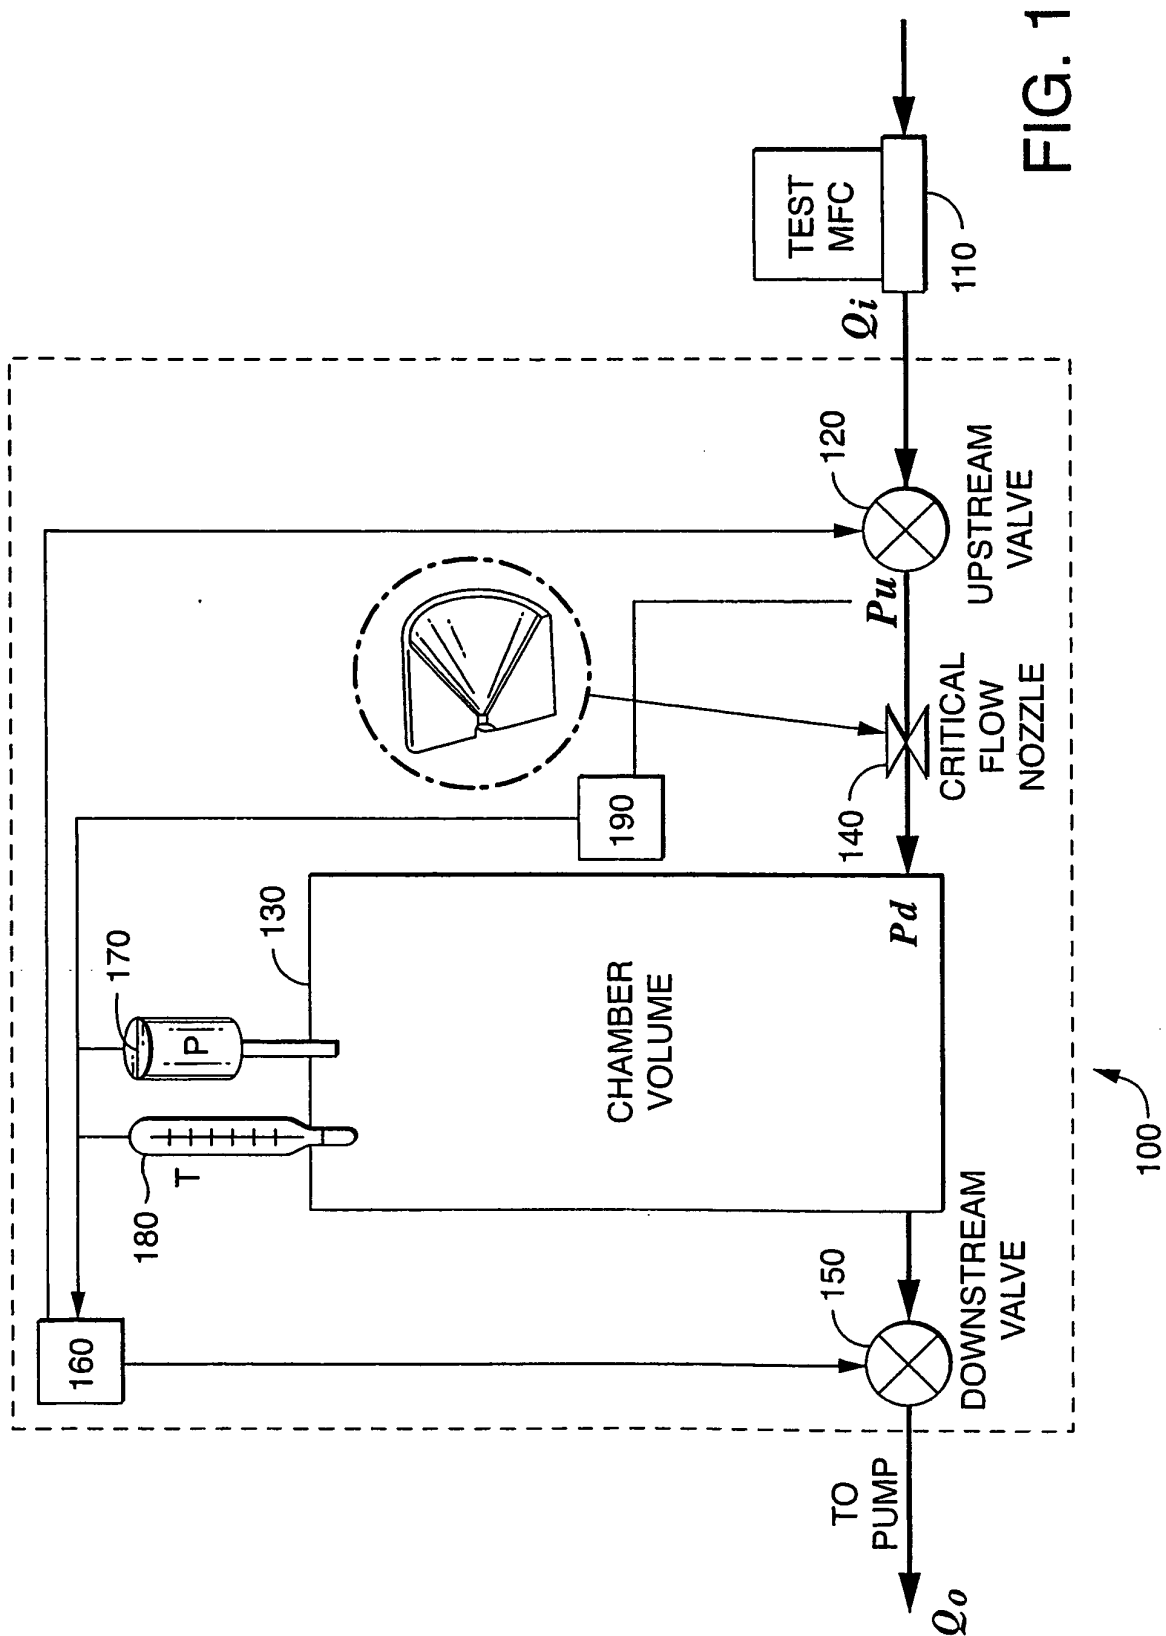 160
180
T
170
P
130
190
CHAMBER
VOLUME
Pd
140
CRITICAL
FLOW
NOZZLE
Pu
120
UPSTREAM
VALVE
Qi
TEST
MFC
110
150
DOWNSTREAM
VALVE
TO
PUMP
Qo
100
FIG. 1